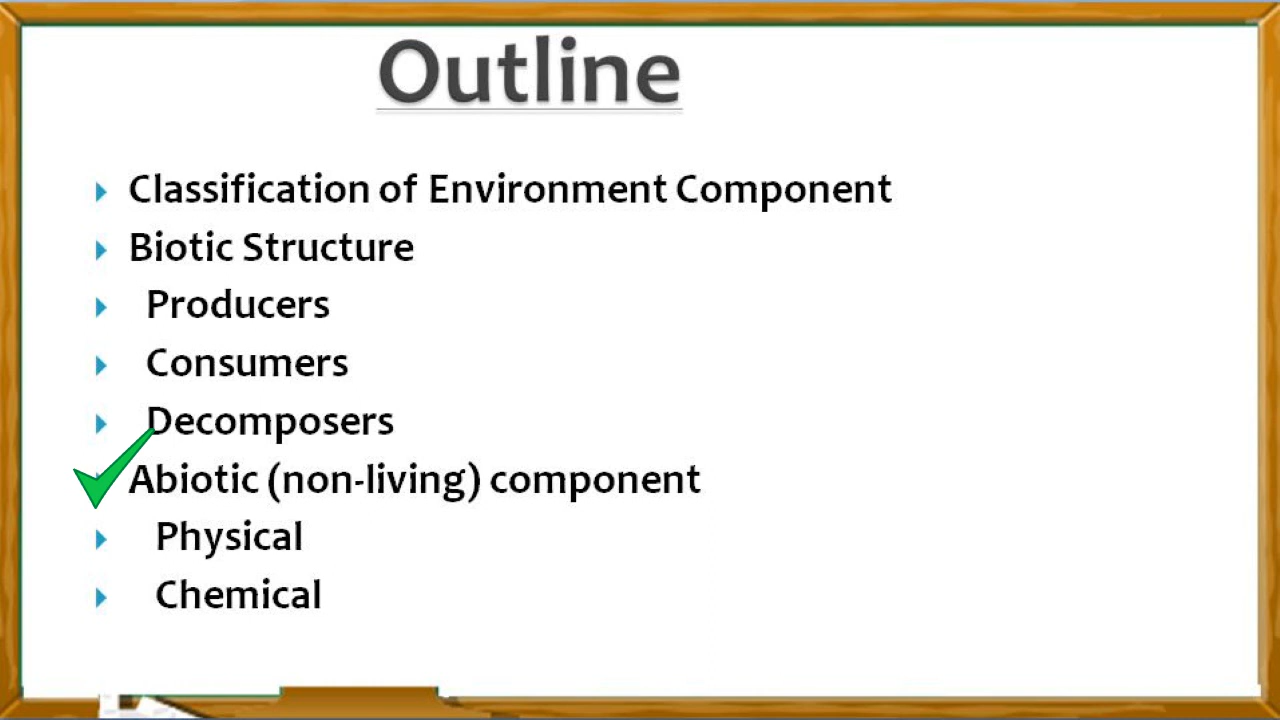 Outline
Classification of Environment Component
Biotic Structure
Producers
Consumers
Decomposers
Abiotic (non-living) component
Physical
Chemical